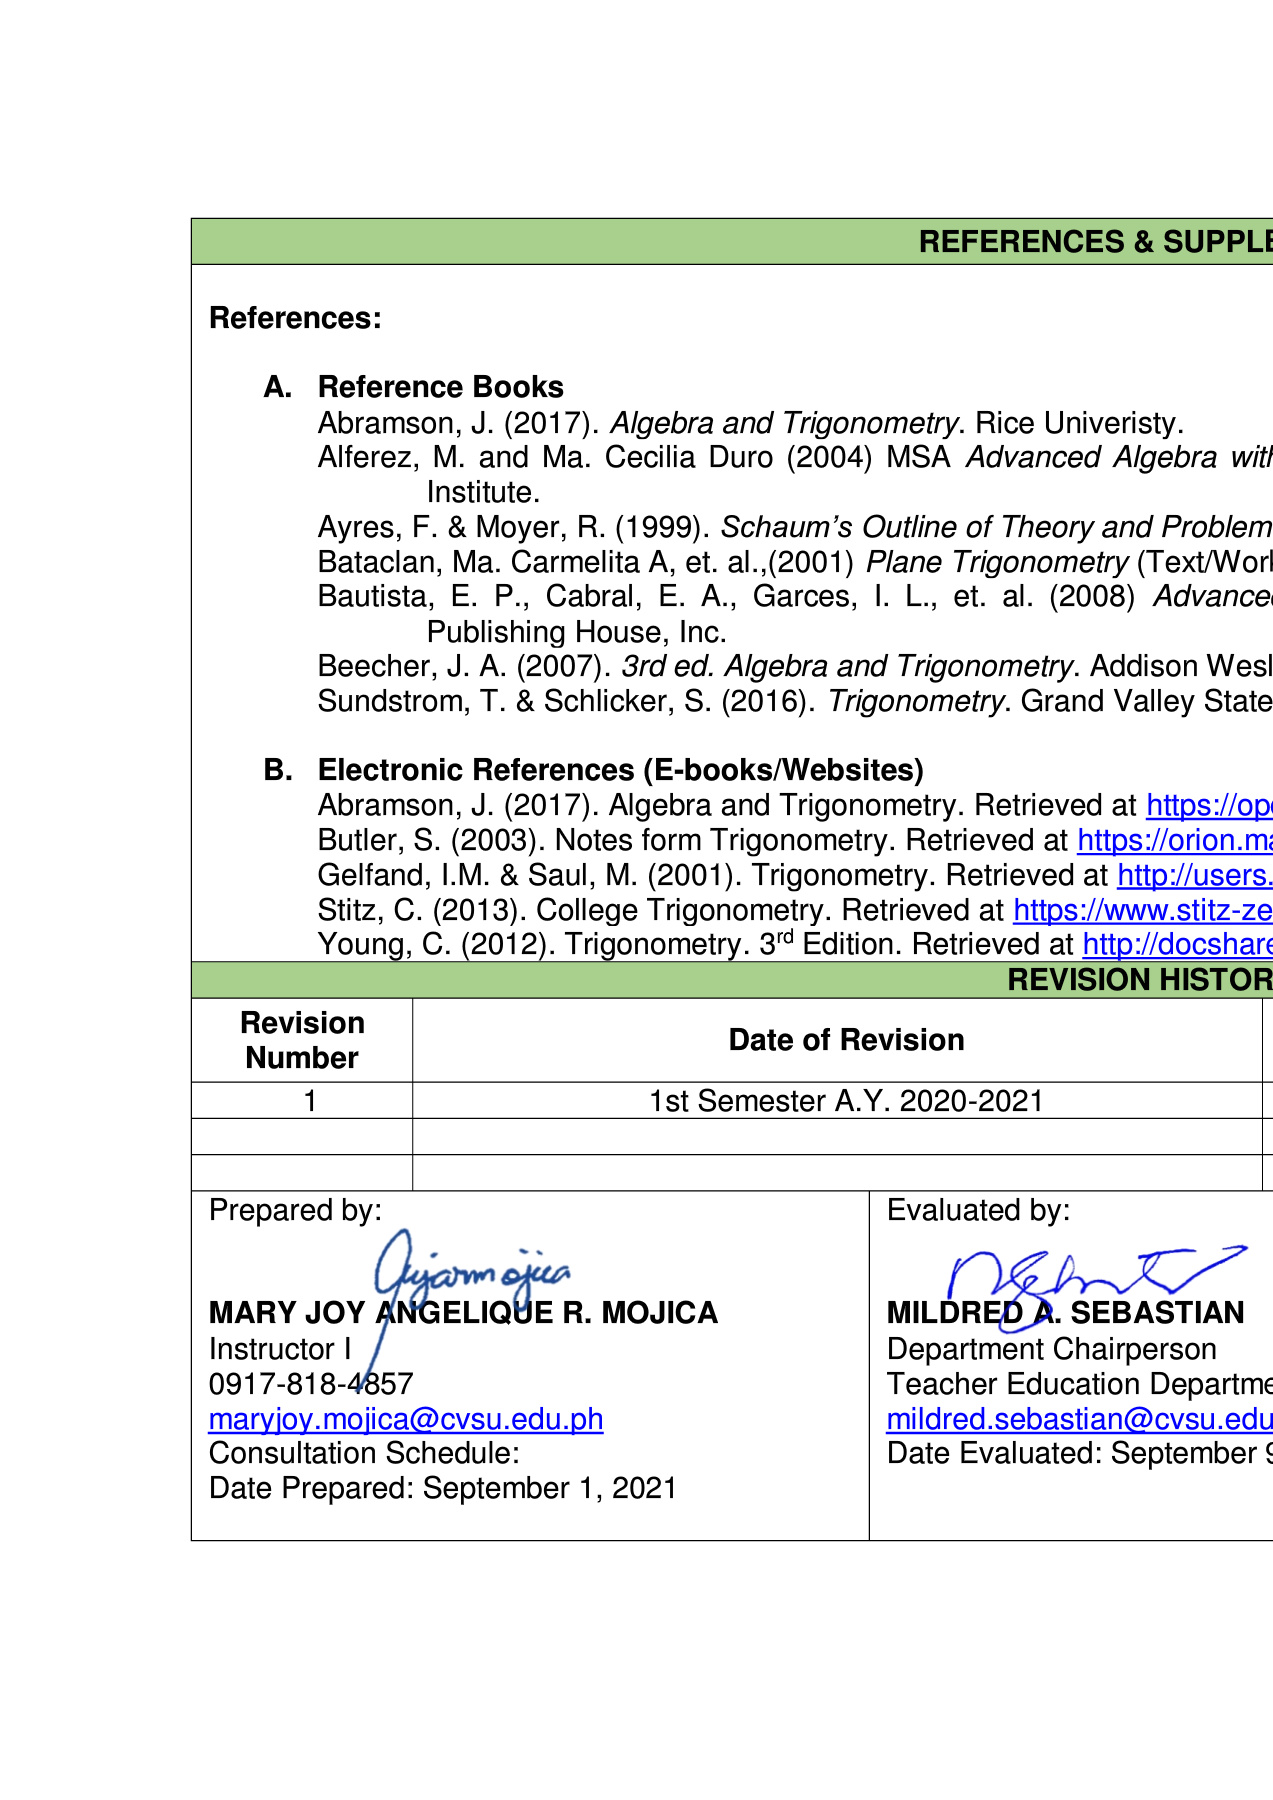 REFERENCES & SUPPLE
References:
A. Reference Books
Abramson, J. (2017). Algebra and Trigonometry. Rice Univeristy.
Alferez, M. and Ma. Cecilia Duro (2004) MSA Advanced Algebra with
Institute.
Ayres, F. & Moyer, R. (1999). Schaum's Outline of Theory and Problem
Bataclan, Ma. Carmelita A, et. al.,(2001) Plane Trigonometry (Text/Work
Bautista, E. P., Cabral, E. A., Garces, I. L., et. al. (2008) Advanced
Publishing House, Inc.
Beecher, J. A. (2007). 3rd ed. Algebra and Trigonometry. Addison Wesl
Sundstrom, T. & Schlicker, S. (2016). Trigonometry. Grand Valley State
B. Electronic References (E-books/Websites)
Abramson, J. (2017). Algebra and Trigonometry. Retrieved at https://ope
Butler, S. (2003). Notes form Trigonometry. Retrieved at https://orion.ma
Gelfand, I.M. & Saul, M. (2001). Trigonometry. Retrieved at http://users.
Stitz, C. (2013). College Trigonometry. Retrieved at https://www.stitz-ze
Young, C. (2012). Trigonometry. 3rd Edition. Retrieved at http://docshare
REVISION HISTOR
Revision
Number
Date of Revision
1
1st Semester A.Y. 2020-2021
Prepared by:
MARY JOY ANGELIQUE R. MOJICA
Instructor I
0917-818-4857
maryjoy.mojica@cvsu.edu.ph
Consultation Schedule:
Date Prepared: September 1, 2021
Evaluated by:
MILDRED A. SEBASTIAN
Department Chairperson
Teacher Education Departme
mildred.sebastian@cvsu.edu
Date Evaluated: September 9